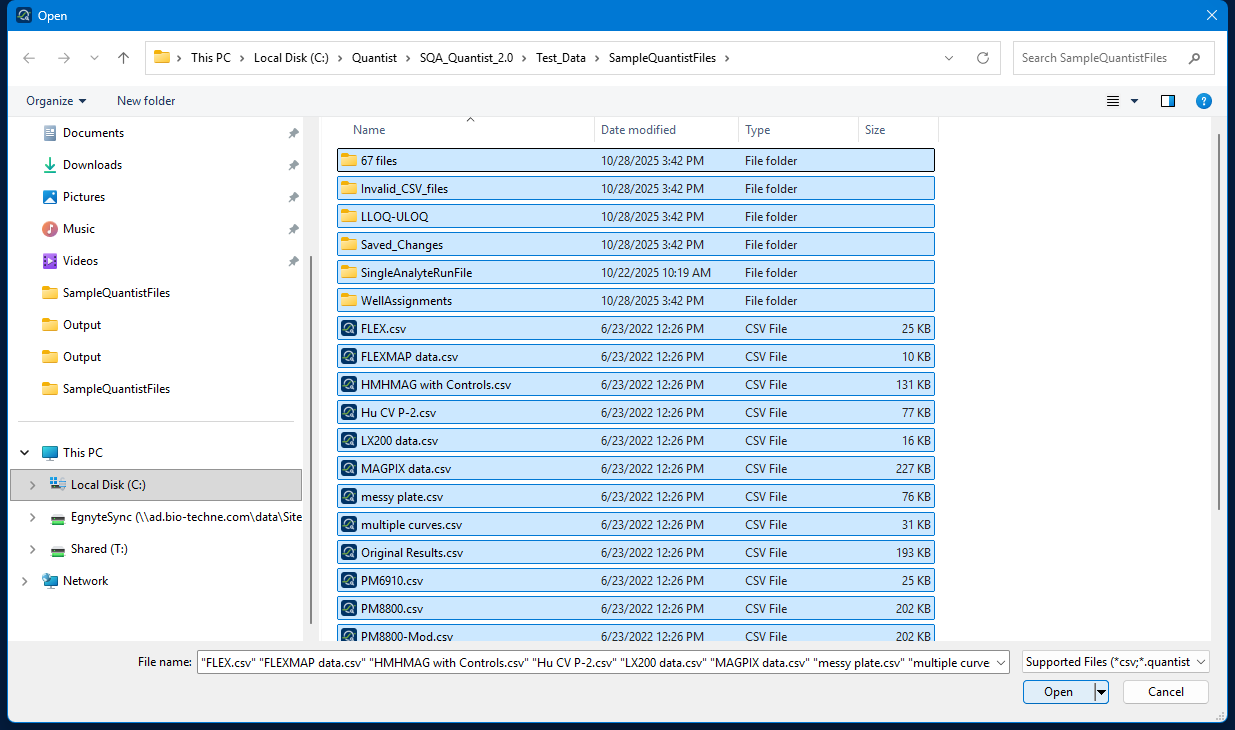 Open
This PC > Local Disk (C:) > Quantist > SQA_Quantist_2.0 > Test_Data > SampleQuantistFiles >
Search SampleQuantistFiles
Organize
New folder
Documents
Downloads
Pictures
Music
Videos
SampleQuantistFiles
Output
Output
SampleQuantistFiles
This PC
Local Disk (C:)
EgnyteSync (\\ad.bio-techne.com\data\Site
Shared (T:)
Network
Name Date modified Type Size
67 files 10/28/2025 3:42 PM File folder
Invalid_CSV_files 10/28/2025 3:42 PM File folder
LLOQ-ULOQ 10/28/2025 3:42 PM File folder
Saved_Changes 10/28/2025 3:42 PM File folder
SingleAnalyteRunFile 10/22/2025 10:19 AM File folder
WellAssignments 10/28/2025 3:42 PM File folder
FLEX.csv 6/23/2022 12:26 PM CSV File 25 KB
FLEXMAP data.csv 6/23/2022 12:26 PM CSV File 10 KB
HMHMAG with Controls.csv 6/23/2022 12:26 PM CSV File 131 KB
Hu CV P-2.csv 6/23/2022 12:26 PM CSV File 77 KB
LX200 data.csv 6/23/2022 12:26 PM CSV File 16 KB
MAGPIX data.csv 6/23/2022 12:26 PM CSV File 227 KB
messy plate.csv 6/23/2022 12:26 PM CSV File 76 KB
multiple curves.csv 6/23/2022 12:26 PM CSV File 31 KB
Original Results.csv 6/23/2022 12:26 PM CSV File 193 KB
PM6910.csv 6/23/2022 12:26 PM CSV File 25 KB
PM8800.csv 6/23/2022 12:26 PM CSV File 202 KB
PM8800-Mod.csv 6/23/2022 12:26 PM CSV File 202 KB
File name: "FLEX.csv" "FLEXMAP data.csv" "HMHMAG with Controls.csv" "Hu CV P-2.csv" "LX200 data.csv" "MAGPIX data.csv" "messy plate.csv" "multiple curve
Supported Files (*csv;*.quantist
Open
Cancel